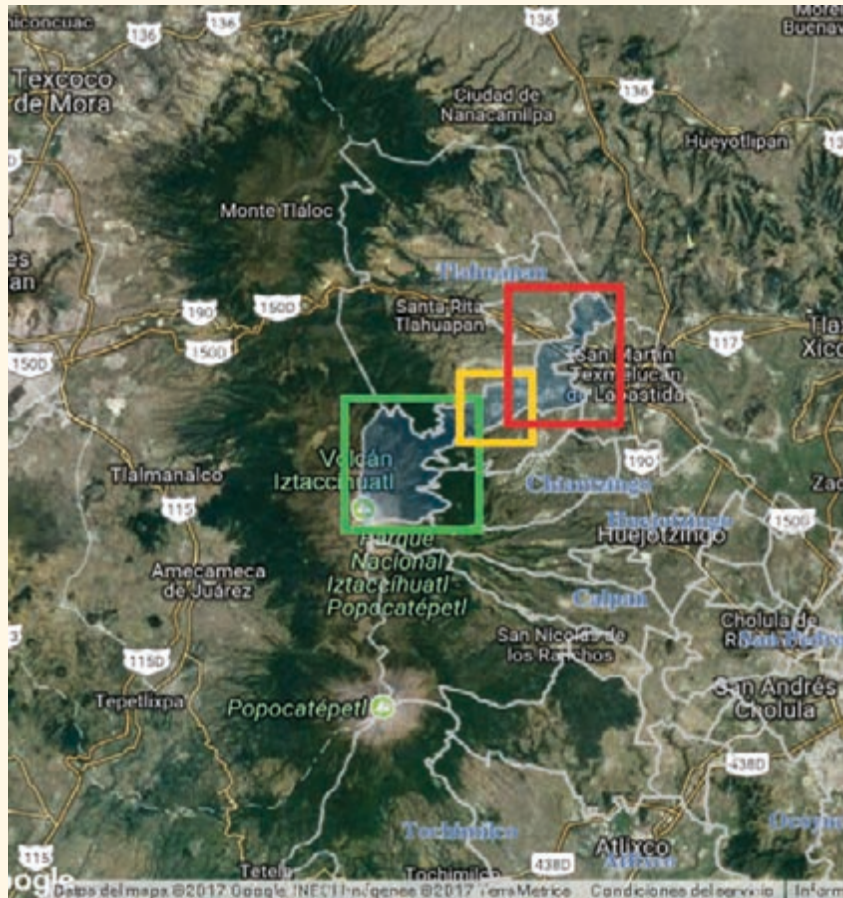 136
136
Texcoco
de Mora
Ciudad de
Nanacamilpa
136
Hueyotlipan
Monte Tláloc
Tlahuapan
190
150D
Santa Rita
Tlahuapan
150D
150D
117
San Martín
Texmelucan
de Labastida
Volcán
Iztaccíhuatl
Tlalmanalco
190
Chiautzingo
115
Huejotzingo
150D
Huejotzingo
Parque
Nacional
Iztaccíhuatl-
Popocatépetl
Amecameca
de Juárez
Calpan
Cholula de
San Pedro
San Nicolás de
los Ranchos
115D
Tepetlixpa
San Andrés
Cholula
Popocatépetl
438D
Tochimilco
Atlixco
Atlixco
115
Tetela
Tochimilco
438D
Datos del mapa ©2017 Google, INEGI Imágenes ©2017 TerraMetrics Condiciones del servicio